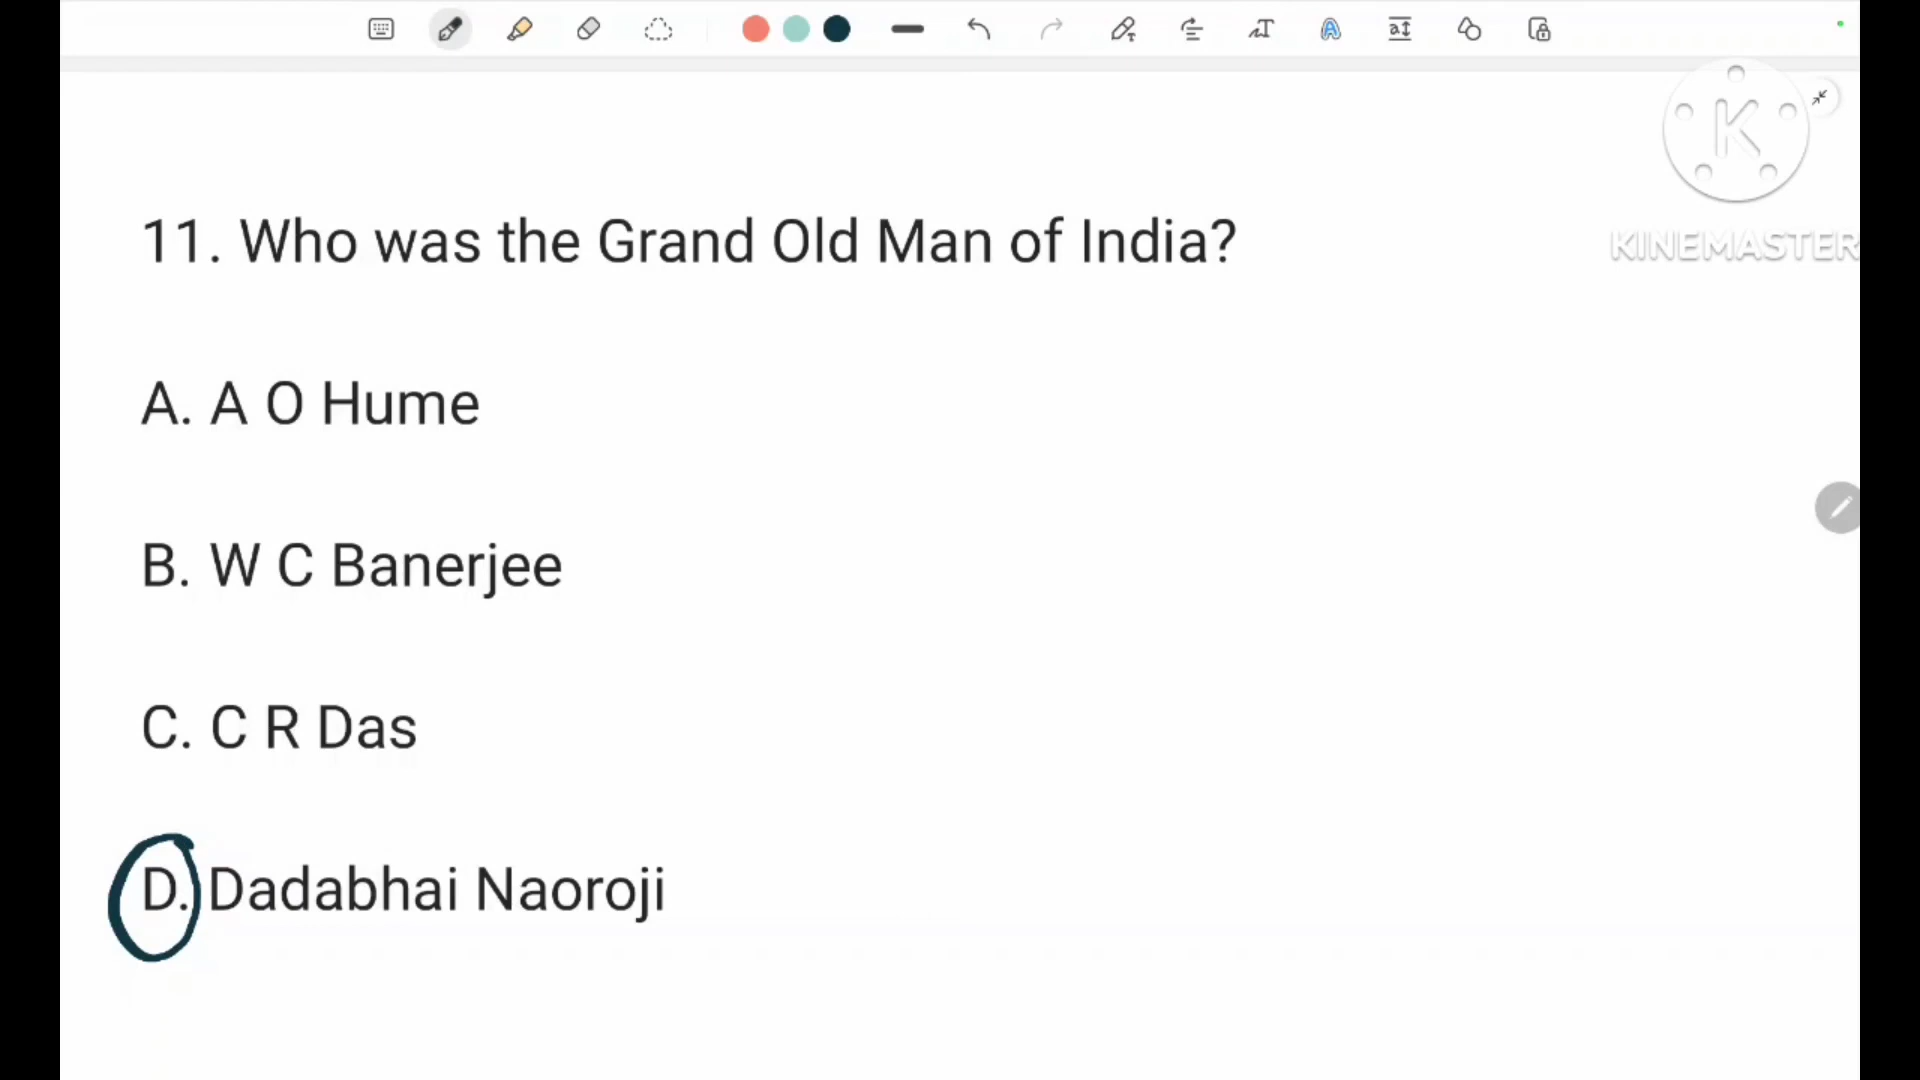 K
KINEMASTER
11. Who was the Grand Old Man of India?
A. A O Hume
B. W C Banerjee
C. C R Das
D. Dadabhai Naoroji